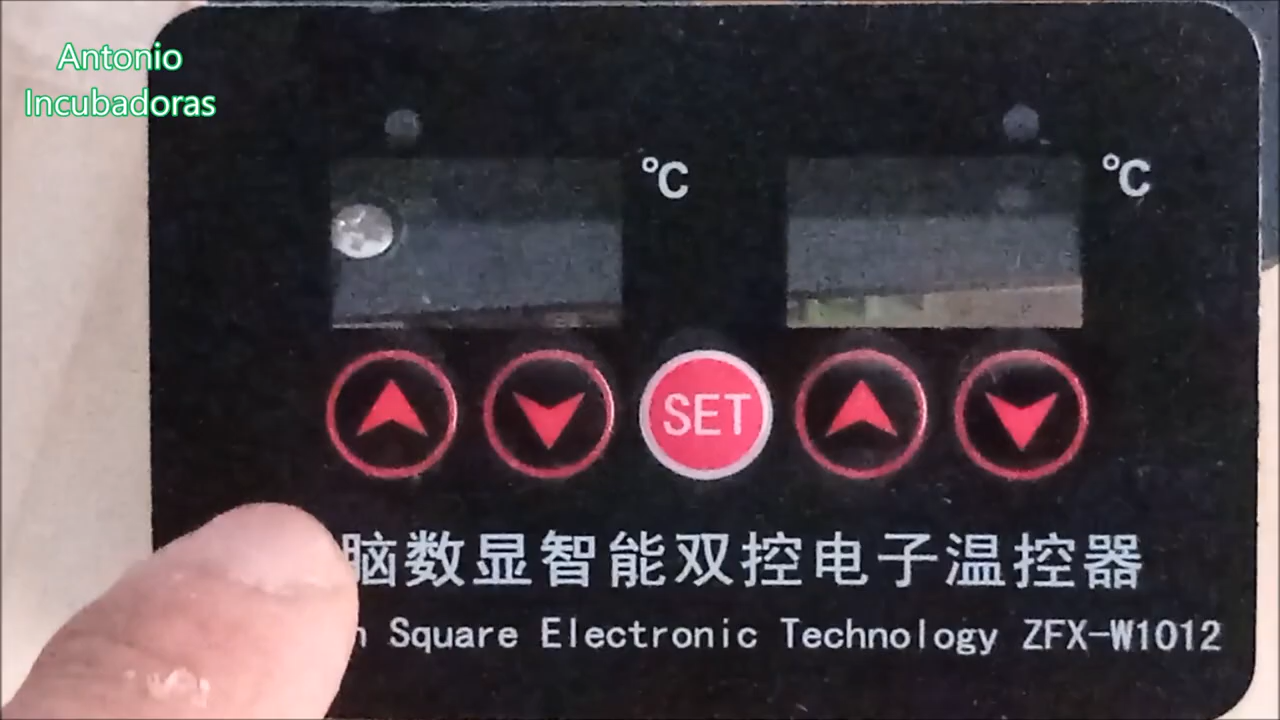 Antonio
Incubadoras
℃
℃
SET
脑数显智能双控电子温控器
Square Electronic Technology ZFX-W1012